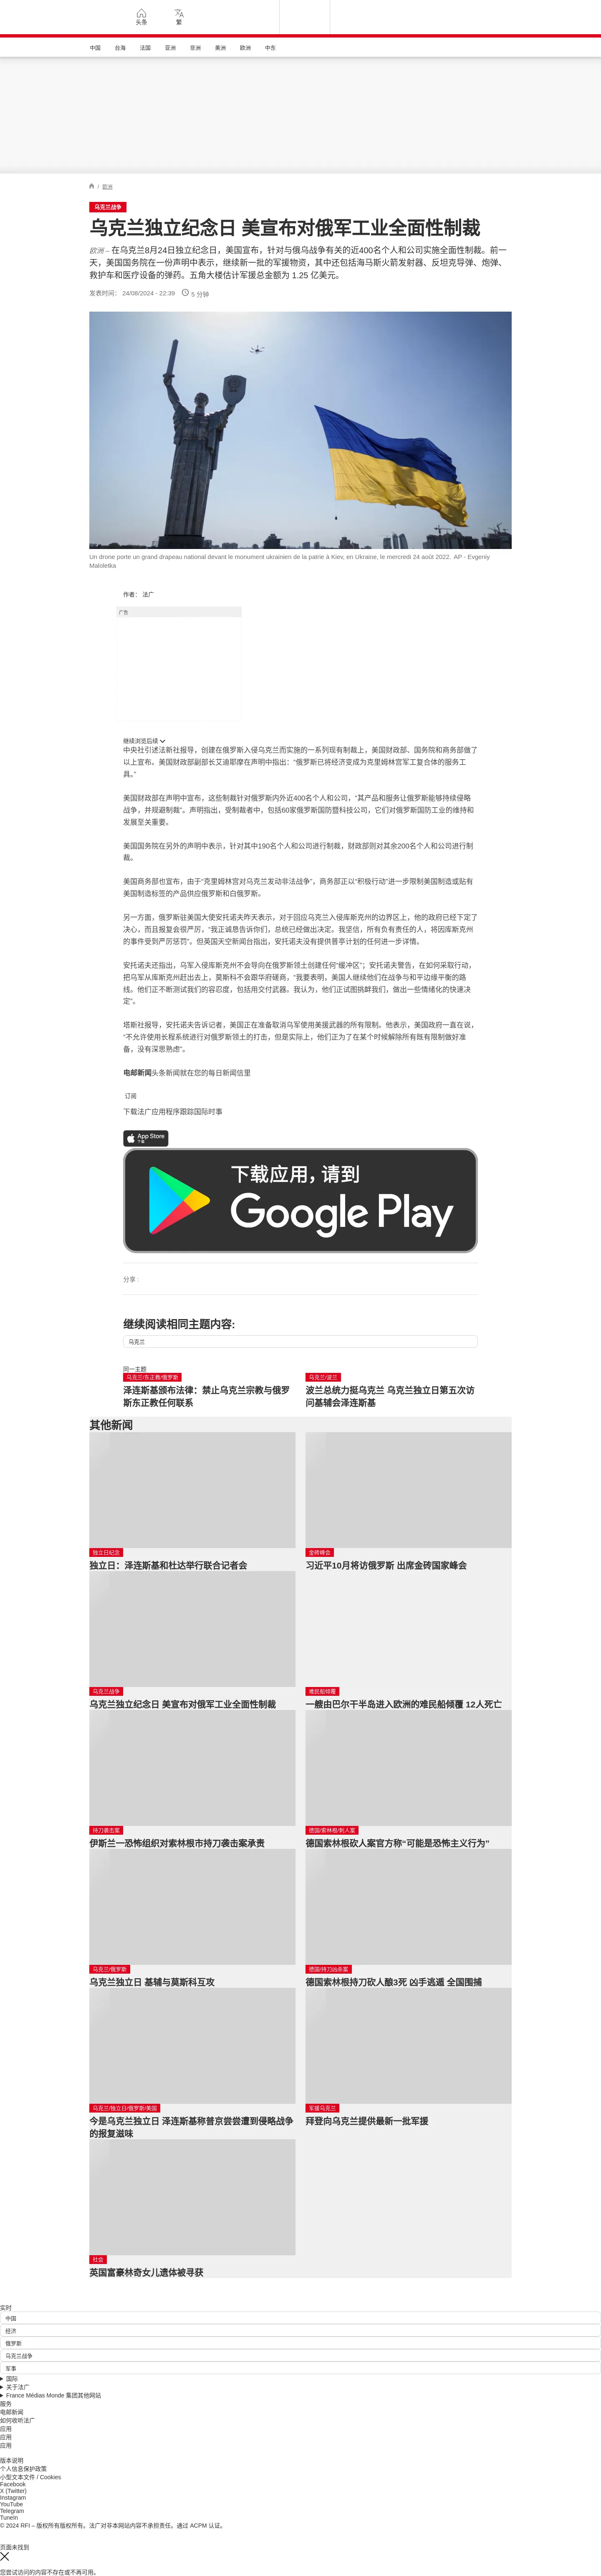 头条
繁
中国
台海
法国
亚洲
非洲
美洲
欧洲
中东
/ 欧洲
乌克兰战争
乌克兰独立纪念日 美宣布对俄军工业全面性制裁
欧洲 – 在乌克兰8月24日独立纪念日，美国宣布，针对与俄乌战争有关的近400名个人和公司实施全面性制裁。前一
天，美国国务院在一份声明中表示，继续新一批的军援物资，其中还包括海马斯火箭发射器、反坦克导弹、炮弹、
救护车和医疗设备的弹药。五角大楼估计军援总金额为 1.25 亿美元。
发表时间： 24/08/2024 - 22:39 5 分钟
Un drone porte un grand drapeau national devant le monument ukrainien de la patrie à Kiev, en Ukraine, le mercredi 24 août 2022. AP - Evgeniy
Maloletka
作者： 法广
广告
继续浏览后续
中央社引述法新社报导，创建在俄罗斯入侵乌克兰而实施的一系列现有制裁上，美国财政部、国务院和商务部做了
以上宣布。美国财政部副部长艾迪耶摩在声明中指出：“俄罗斯已将经济变成为克里姆林宫军工复合体的服务工
具。”
美国财政部在声明中宣布，这些制裁针对俄罗斯内外近400名个人和公司，“其产品和服务让俄罗斯能够持续侵略
战争，并规避制裁”。声明指出，受制裁者中，包括60家俄罗斯国防暨科技公司，它们对俄罗斯国防工业的维持和
发展至关重要。
美国国务院在另外的声明中表示，针对其中190名个人和公司进行制裁，财政部则对其余200名个人和公司进行制
裁。
美国商务部也宣布，由于“克里姆林宫对乌克兰发动非法战争”，商务部正以“积极行动”进一步限制美国制造或贴有
美国制造标签的产品供应俄罗斯和白俄罗斯。
另一方面，俄罗斯驻美国大使安托诺夫昨天表示，对于回应乌克兰入侵库斯克州的边界区上，他的政府已经下定了
决心，而且报复会很严厉，“我正诚恳告诉你们，总统已经做出决定。我坚信，所有负有责任的人，将因库斯克州
的事件受到严厉惩罚”。但英国天空新闻台指出，安托诺夫没有提供普亭计划的任何进一步详情。
安托诺夫还指出，乌军入侵库斯克州不会导向在俄罗斯领土创建任何“缓冲区”；安托诺夫警告，在如何采取行动，
把乌军从库斯克州赶出去上，莫斯科不会跟华府磋商，“我要表明，美国人继续他们在战争与和平边缘平衡的路
线。他们正不断测试我们的容忍度，包括用交付武器。我认为，他们正试图挑衅我们，做出一些情绪化的快速决
定”。
塔斯社报导，安托诺夫告诉记者，美国正在准备取消乌军使用美援武器的所有限制。他表示，美国政府一直在说，
“不允许使用长程系统进行对俄罗斯领土的打击，但是实际上，他们正为了在某个时候解除所有既有限制做好准
备，没有深思熟虑”。
电邮新闻头条新闻就在您的每日新闻信里
订阅
下载法广应用程序跟踪国际时事
App Store
下载
下载应用，请到
Google Play
分享 :
继续阅读相同主题内容:
乌克兰
同一主题
乌克兰/东正教/俄罗斯
泽连斯基颁布法律：禁止乌克兰宗教与俄罗
斯东正教任何联系
乌克兰/波兰
波兰总统力挺乌克兰 乌克兰独立日第五次访
问基辅会泽连斯基
其他新闻
独立日纪念
独立日：泽连斯基和杜达举行联合记者会
金砖峰会
习近平10月将访俄罗斯 出席金砖国家峰会
乌克兰战争
乌克兰独立纪念日 美宣布对俄军工业全面性制裁
难民船倾覆
一艘由巴尔干半岛进入欧洲的难民船倾覆 12人死亡
持刀袭击案
伊斯兰一恐怖组织对索林根市持刀袭击案承责
德国/索林根/刺人案
德国索林根砍人案官方称“可能是恐怖主义行为”
乌克兰/俄罗斯
乌克兰独立日 基辅与莫斯科互攻
德国/持刀凶杀案
德国索林根持刀砍人酿3死 凶手逃遁 全国围捕
乌克兰/独立日/俄罗斯/美国
今是乌克兰独立日 泽连斯基称普京尝尝遭到侵略战争
的报复滋味
军援乌克兰
拜登向乌克兰提供最新一批军援
社会
英国富豪林奇女儿遗体被寻获
实时
中国
经济
俄罗斯
乌克兰战争
军事
国际
关于法广
France Médias Monde 集团其他网站
服务
电邮新闻
如何收听法广
应用
应用
应用
版本说明
个人信息保护政策
小型文本文件 / Cookies
Facebook
X (Twitter)
Instagram
YouTube
Telegram
TuneIn
© 2024 RFI – 版权所有版权所有。法广对非本网站内容不承担责任。通过 ACPM 认证。
页面未找到
您尝试访问的内容不存在或不再可用。